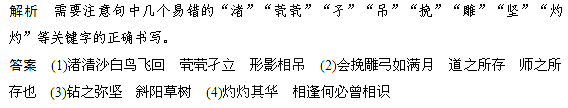 解析 需要注意句中几个易错的“渚”“茕茕”“孑”“吊”“挽”“雕”“坚”“灼
灼”等关键字的正确书写。
答案 (1)渚清沙白鸟飞回 茕茕孑立 形影相吊 (2)会挽雕弓如满月 道之所存 师之所
存也 (3)钻之弥坚 斜阳草树 (4)灼灼其华 相逢何必曾相识